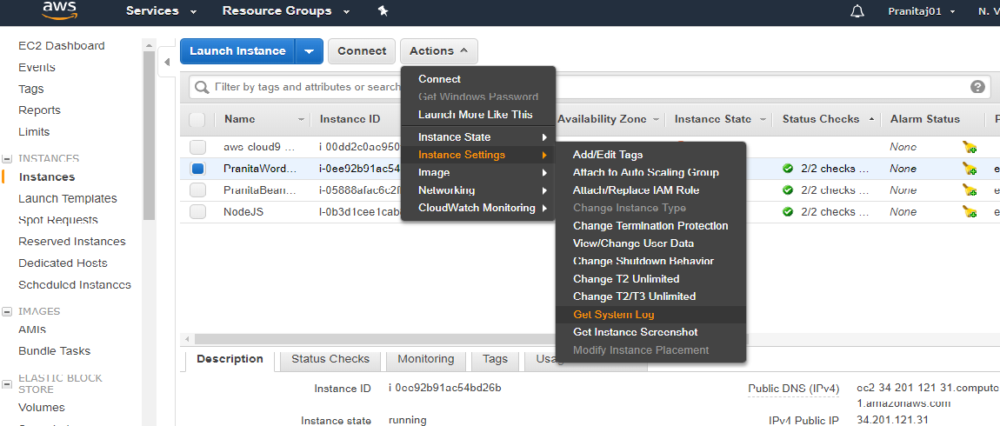 aws Services Resource Groups Pranitaj01 N. V
EC2 Dashboard
Events
Tags
Reports
Limits
INSTANCES
Instances
Launch Templates
Spot Requests
Reserved Instances
Dedicated Hosts
Scheduled Instances
IMAGES
AMIs
Bundle Tasks
ELASTIC BLOCK
STORE
Volumes
Launch Instance Connect Actions
Filter by tags and attributes or search
Name Instance ID Availability Zone Instance State Status Checks Alarm Status
aws cloud9 ... i-00dd2c0ae950 None
PranitaWord... i-0ee92b91ac54 2/2 checks ... None e
PranitaBean... i-05888afac6c2f 2/2 checks ... None
NodeJS i-0b3d1cee1cab 2/2 checks ... None e
Connect
Get Windows Password
Launch More Like This
Instance State
Instance Settings
Image
Networking
CloudWatch Monitoring
Add/Edit Tags
Attach to Auto Scaling Group
Attach/Replace IAM Role
Change Instance Type
Change Termination Protection
View/Change User Data
Change Shutdown Behavior
Change T2 Unlimited
Change T2/T3 Unlimited
Get System Log
Get Instance Screenshot
Modify Instance Placement
Description Status Checks Monitoring Tags
Instance ID i-0ee92b91ac54bd26b
Instance state running
Public DNS (IPv4) ec2 34 201 121 31.compute
1.amazonaws.com
IPv4 Public IP 34.201.121.31